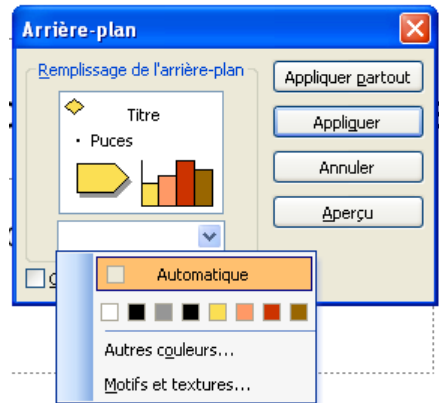 Arrière-plan
Remplissage de l'arrière-plan
Titre
• Puces
Appliquer partout
Appliquer
Annuler
Aperçu
Automatique
Autres couleurs...
Motifs et textures...